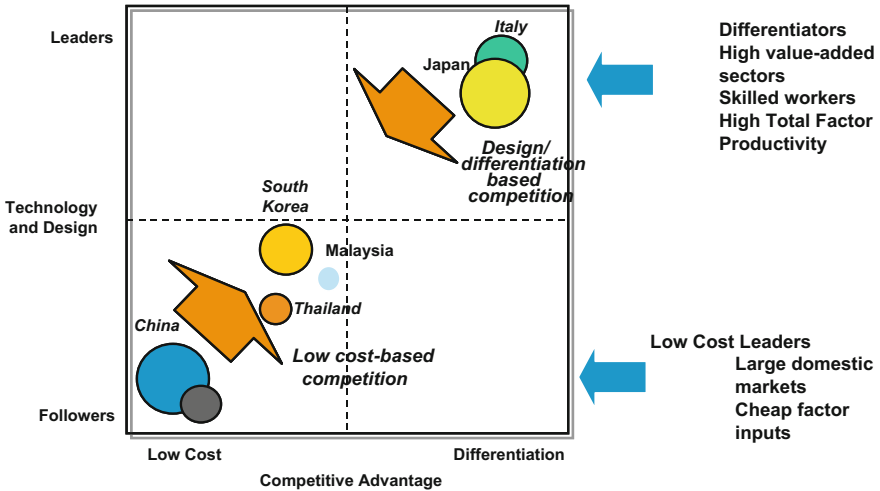 Leaders
Italy
Japan
Design/
differentiation
based
competition
Differentiators
High value-added
sectors
Skilled workers
High Total Factor
Productivity
Technology
and Design
South
Korea
Malaysia
Thailand
China
Low cost-based
competition
Low Cost Leaders
Large domestic
markets
Cheap factor
inputs
Followers
Low Cost
Differentiation
Competitive Advantage